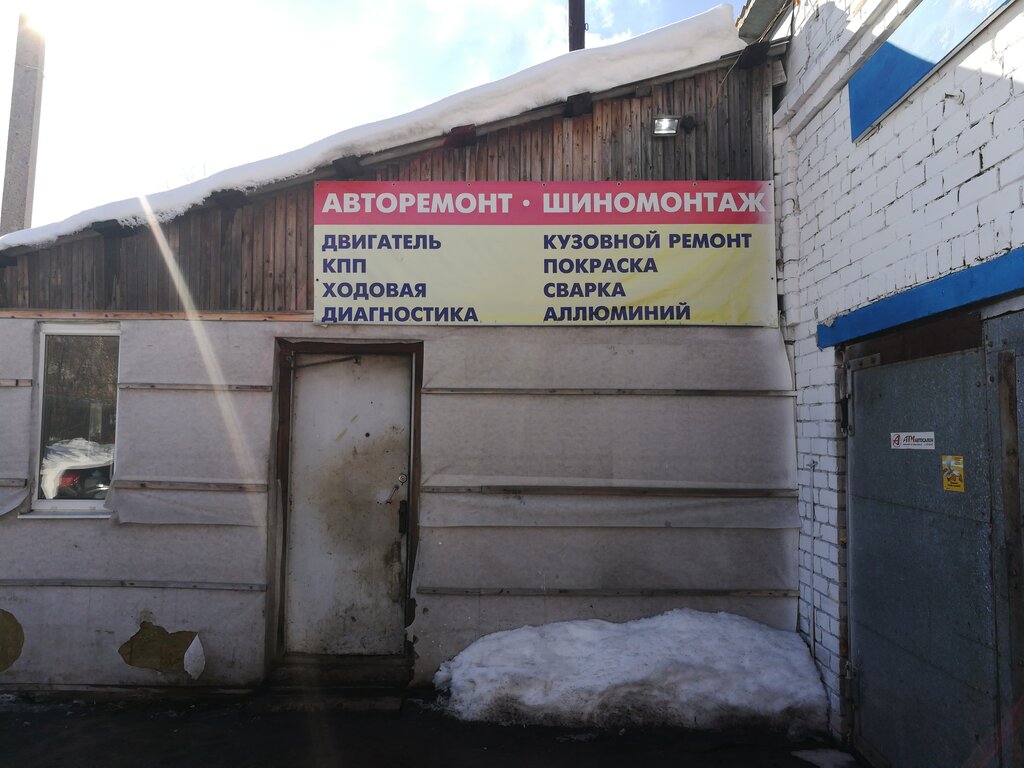 АВТОРЕМОНТ · ШИНОМОНТАЖ
ДВИГАТЕЛЬ
КПП
ХОДОВАЯ
ДИАГНОСТИКА
КУЗОВНОЙ РЕМОНТ
ПОКРАСКА
СВАРКА
АЛЛЮМИНИЙ